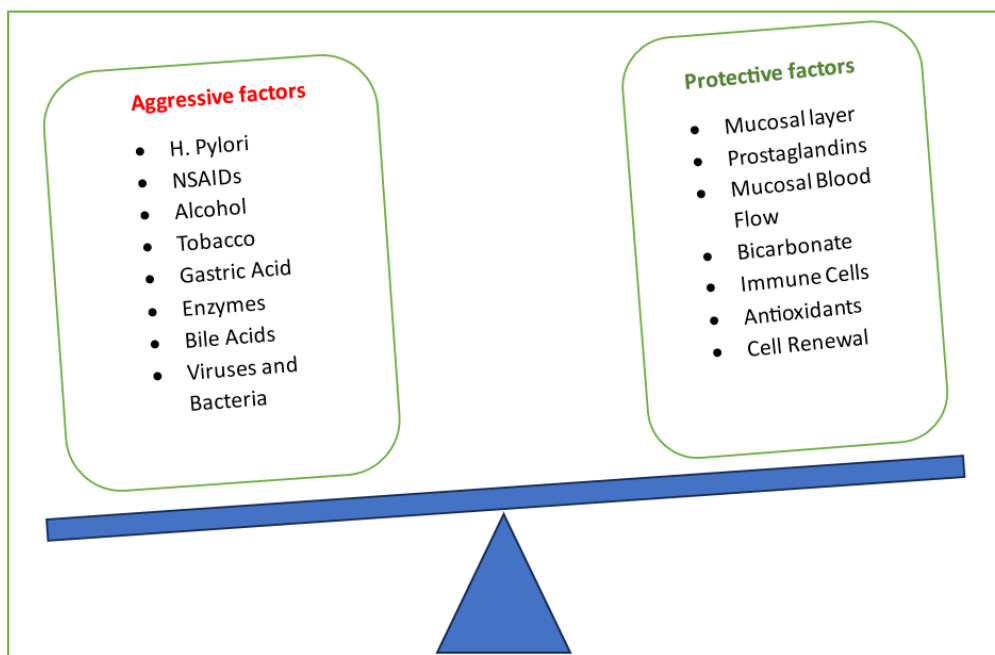 Aggressive factors
H. Pylori
NSAIDs
Alcohol
Tobacco
Gastric Acid
Enzymes
Bile Acids
Viruses and
Bacteria
Protective factors
Mucosal layer
Prostaglandins
Mucosal Blood
Flow
Bicarbonate
Immune Cells
Antioxidants
Cell Renewal